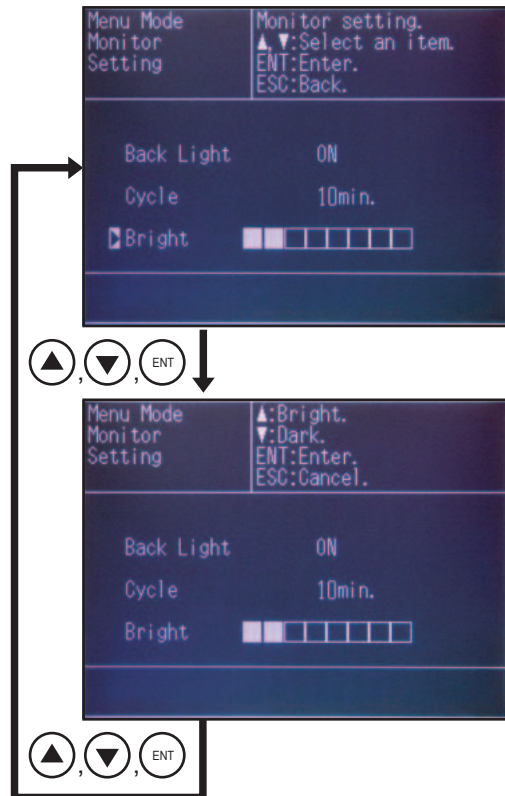 Menu Mode
Monitor
Setting
Monitor setting.
▲,▼:Select an item.
ENT:Enter.
ESC:Back.
Back Light ON
Cycle 10min.
Bright
▲,▼,ENT
Menu Mode
Monitor
Setting
▲:Bright.
▼:Dark.
ENT:Enter.
ESC:Cancel.
Back Light ON
Cycle 10min.
Bright
▲,▼,ENT